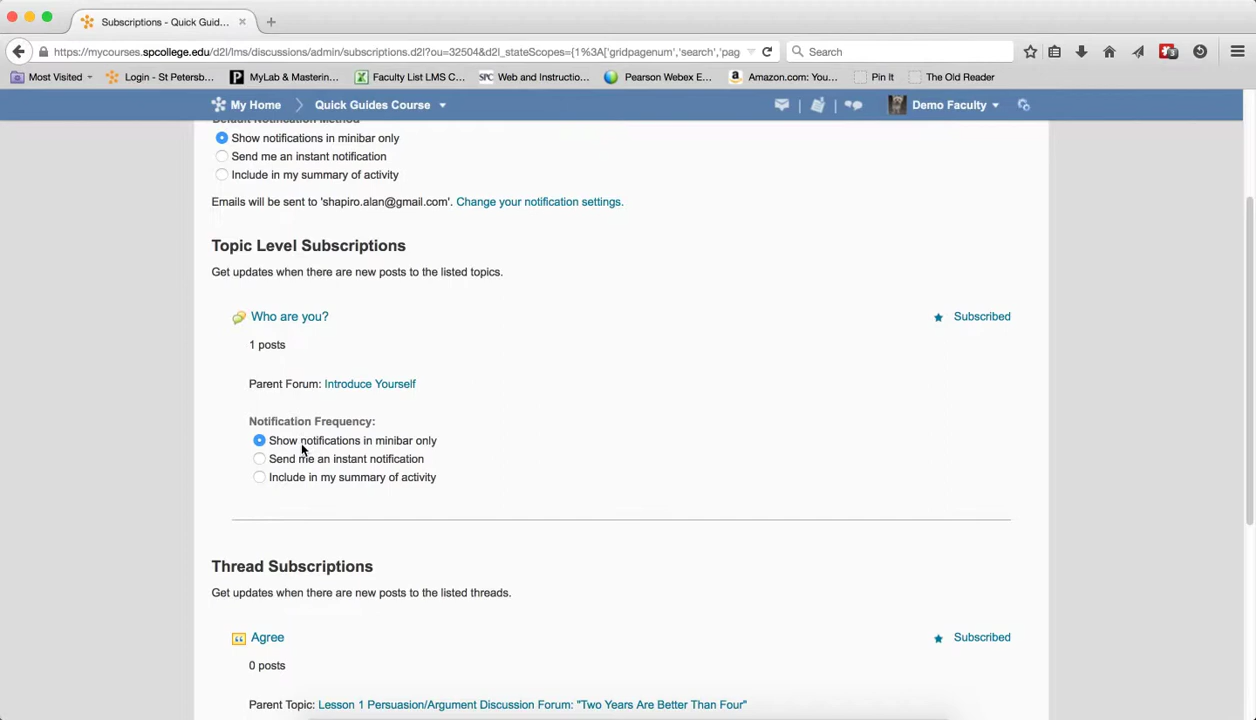 Subscriptions - Quick Guid...
https://mycourses.spcollege.edu/d2l/lms/discussions/admin/subscriptions.d2l?ou=32504&d2l_stateScopes={1%3A['gridpagenum','search','pag
Search
3
Most Visited
Login - St Petersb...
MyLab & Mastering...
Faculty List LMS C...
SPC Web and Instructio...
Pearson Webex E...
Amazon.com: You...
Pin It
The Old Reader
My Home
Quick Guides Course
Demo Faculty
Default Notification Method
Show notifications in minibar only
Send me an instant notification
Include in my summary of activity
Emails will be sent to 'shapiro.alan@gmail.com'. Change your notification settings.
Topic Level Subscriptions
Get updates when there are new posts to the listed topics.
Who are you?
Subscribed
1 posts
Parent Forum: Introduce Yourself
Notification Frequency:
Show notifications in minibar only
Send me an instant notification
Include in my summary of activity
Thread Subscriptions
Get updates when there are new posts to the listed threads.
Agree
Subscribed
0 posts
Parent Topic: Lesson 1 Persuasion/Argument Discussion Forum: "Two Years Are Better Than Four"